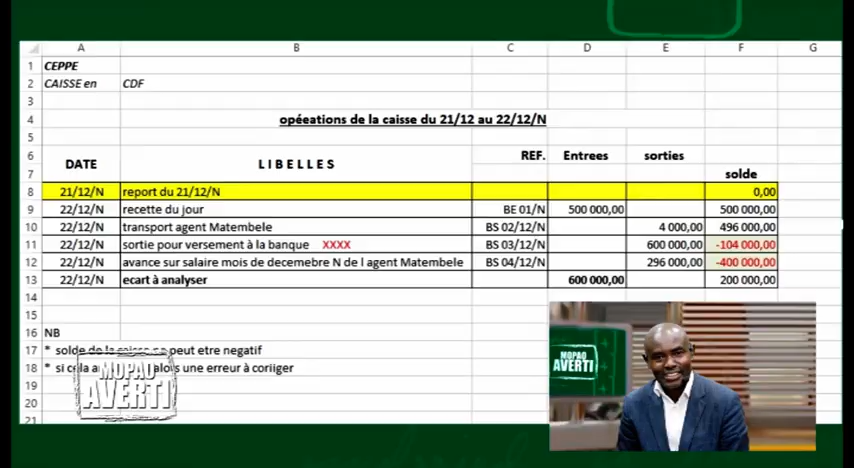 A B C D E F G
1 CEPPE
2 CAISSE en CDF
3
4 opéeations de la caisse du 21/12 au 22/12/N
5
6 DATE LIBELLES REF. Entrees sorties
7 solde
8 21/12/N report du 21/12/N 0,00
9 22/12/N recette du jour BE 01/N 500 000,00 500 000,00
10 22/12/N transport agent Matembele BS 02/12/N 4 000,00 496 000,00
11 22/12/N sortie pour versement à la banque XXXX BS 03/12/N 600 000,00 -104 000,00
12 22/12/N avance sur salaire mois de decemebre N de l agent Matembele BS 04/12/N 296 000,00 -400 000,00
13 22/12/N ecart à analyser 600 000,00 200 000,00
14
15
16 NB
17 * solde de la caisse ne peut etre negatif
18 * si cela alors une erreur à coriiger
19
20
21
MOPAO
AVERTI
MOPAO
AVERTI